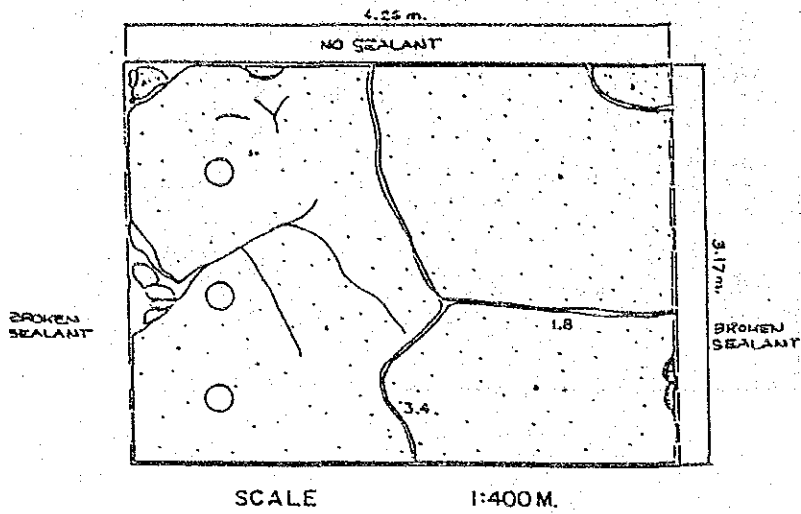 4.25 m.
NO SEALANT
3.17 m.
BROKEN
SEALANT
1.8
BROKEN
SEALANT
3.4
SCALE 1:400 M.